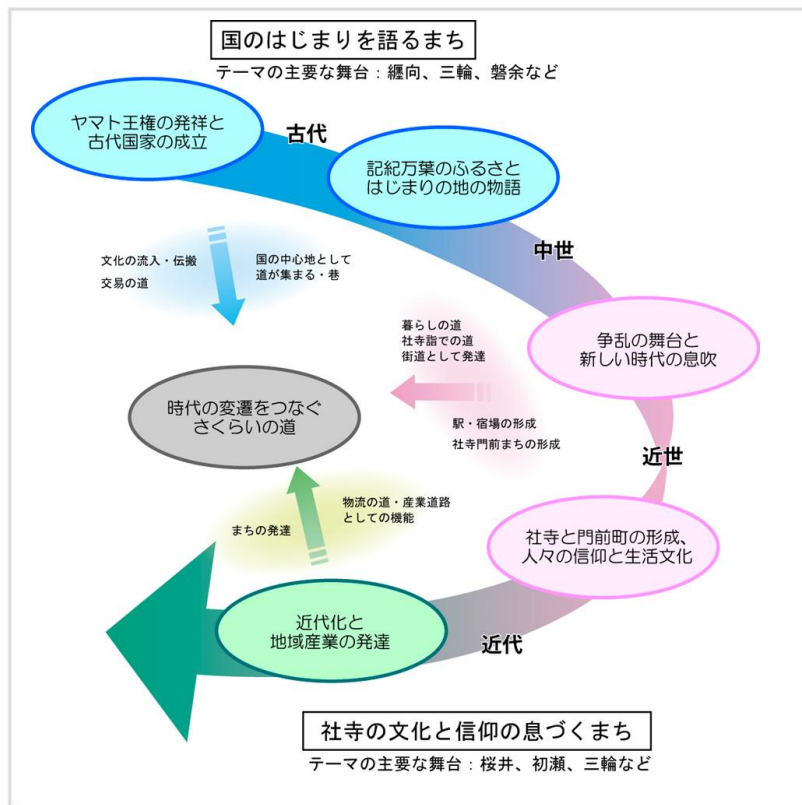 国のはじまりを語るまち
テーマの主要な舞台：纒向、三輪、磐余など
ヤマト王権の発祥と
古代国家の成立
古代
記紀万葉のふるさと
はじまりの地の物語
中世
文化の流入・伝搬
交易の道
国の中心地として
道が集まる・巷
争乱の舞台と
新しい時代の息吹
暮らしの道
社寺詣での道
街道として発達
駅・宿場の形成
社寺門前まちの形成
時代の変遷をつなぐ
さくらいの道
近世
物流の道・産業道路
としての機能
まちの発達
社寺と門前町の形成、
人々の信仰と生活文化
近代化と
地域産業の発達
近代
社寺の文化と信仰の息づくまち
テーマの主要な舞台：桜井、初瀬、三輪など